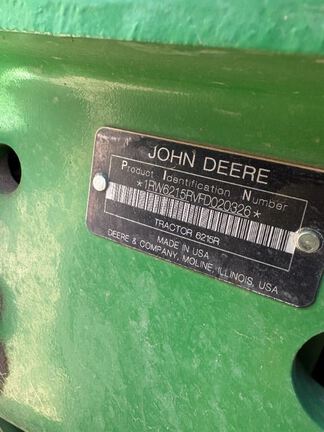 JOHN DEERE
Product Identification Number
*1RW6215RVFD020326*
TRACTOR 6215R
MADE IN USA
DEERE & COMPANY, MOLINE, ILLINOIS, USA